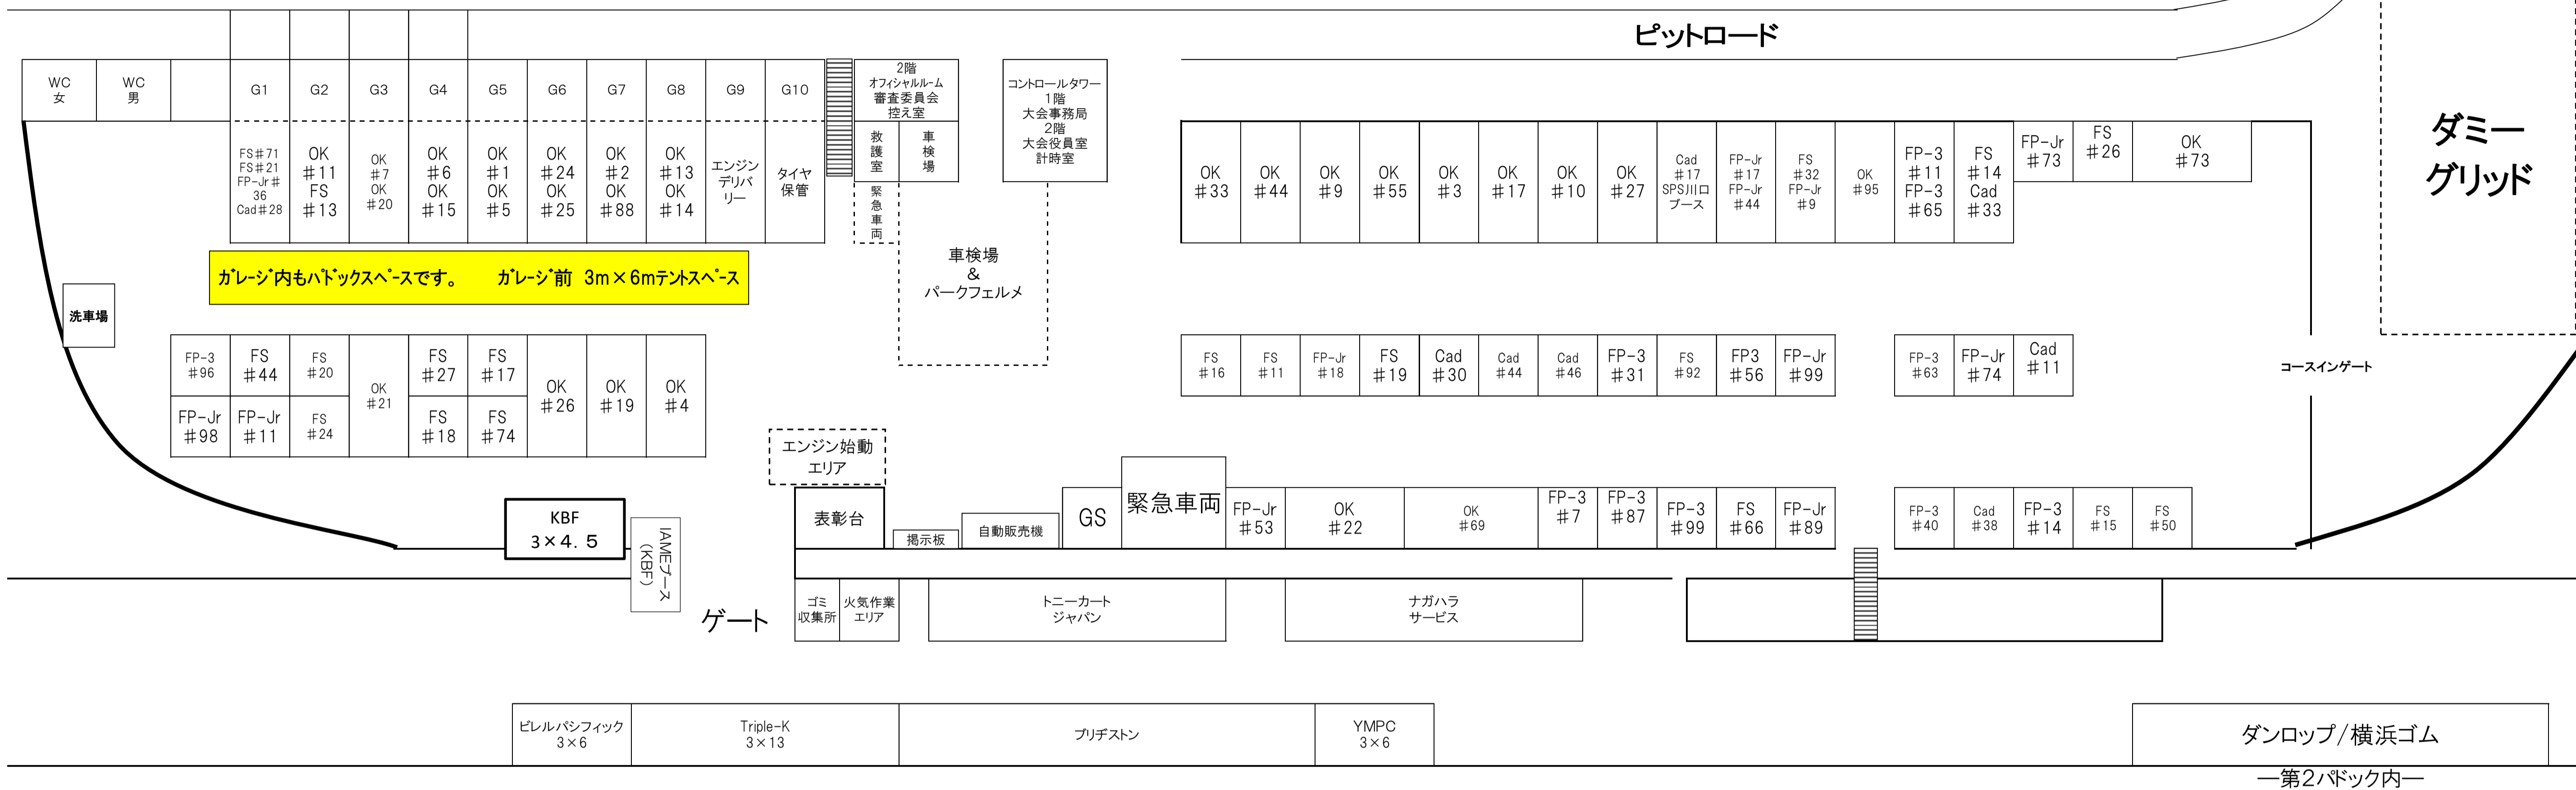 ピットロード
WC
女
WC
男
G1
G2
G3
G4
G5
G6
G7
G8
G9
G10
2階
オフィシャルルーム
審査委員会
控え室
コントロールタワー
1階
大会事務局
2階
大会役員室
計時室
ダミー
グリッド
FS♯71
FS♯21
FP-Jr♯
36
Cad♯28
OK
♯11
FS
♯13
OK
♯7
OK
♯20
OK
♯6
OK
♯15
OK
♯1
OK
♯5
OK
♯24
OK
♯25
OK
♯2
OK
♯88
OK
♯13
OK
♯14
エンジン
デリバ
リー
タイヤ
保管
救護室
車検場
緊急車両
車検場
&
パークフェルメ
OK
♯33
OK
♯44
OK
♯9
OK
♯55
OK
♯3
OK
♯17
OK
♯10
OK
♯27
Cad
♯17
SPS川口
ブース
FP-Jr
♯17
FP-Jr
♯44
FS
♯32
FP-Jr
♯9
OK
♯95
FP-3
♯11
FP-3
♯65
FS
♯14
Cad
♯33
FP-Jr
♯73
FS
♯26
OK
♯73
ガレージ内もパドックスペースです。 ガレージ前 3m×6mテントスペース
洗車場
FP-3
♯96
FS
♯44
FS
♯20
OK
♯21
FS
♯27
FS
♯17
OK
♯26
OK
♯19
OK
♯4
FP-Jr
♯98
FP-Jr
♯11
FS
♯24
FS
♯18
FS
♯74
FS
♯16
FS
♯11
FP-Jr
♯18
FS
♯19
Cad
♯30
Cad
♯44
Cad
♯46
FP-3
♯31
FS
♯92
FP3
♯56
FP-Jr
♯99
FP-3
♯63
FP-Jr
♯74
Cad
♯11
コースインゲート
エンジン始動
エリア
KBF
3×4．5
IAMEブース
（KBF）
表彰台
掲示板
自動販売機
GS
緊急車両
FP-Jr
♯53
OK
♯22
OK
♯69
FP-3
♯7
FP-3
♯87
FP-3
♯99
FS
♯66
FP-Jr
♯89
FP-3
♯40
Cad
♯38
FP-3
♯14
FS
♯15
FS
♯50
ゲート
ゴミ
収集所
火気作業
エリア
トニーカート
ジャパン
ナガハラ
サービス
ビレルパシフィック
3×6
Triple-K
3×13
ブリヂストン
YMPC
3×6
ダンロップ/横浜ゴム
―第2パドック内―